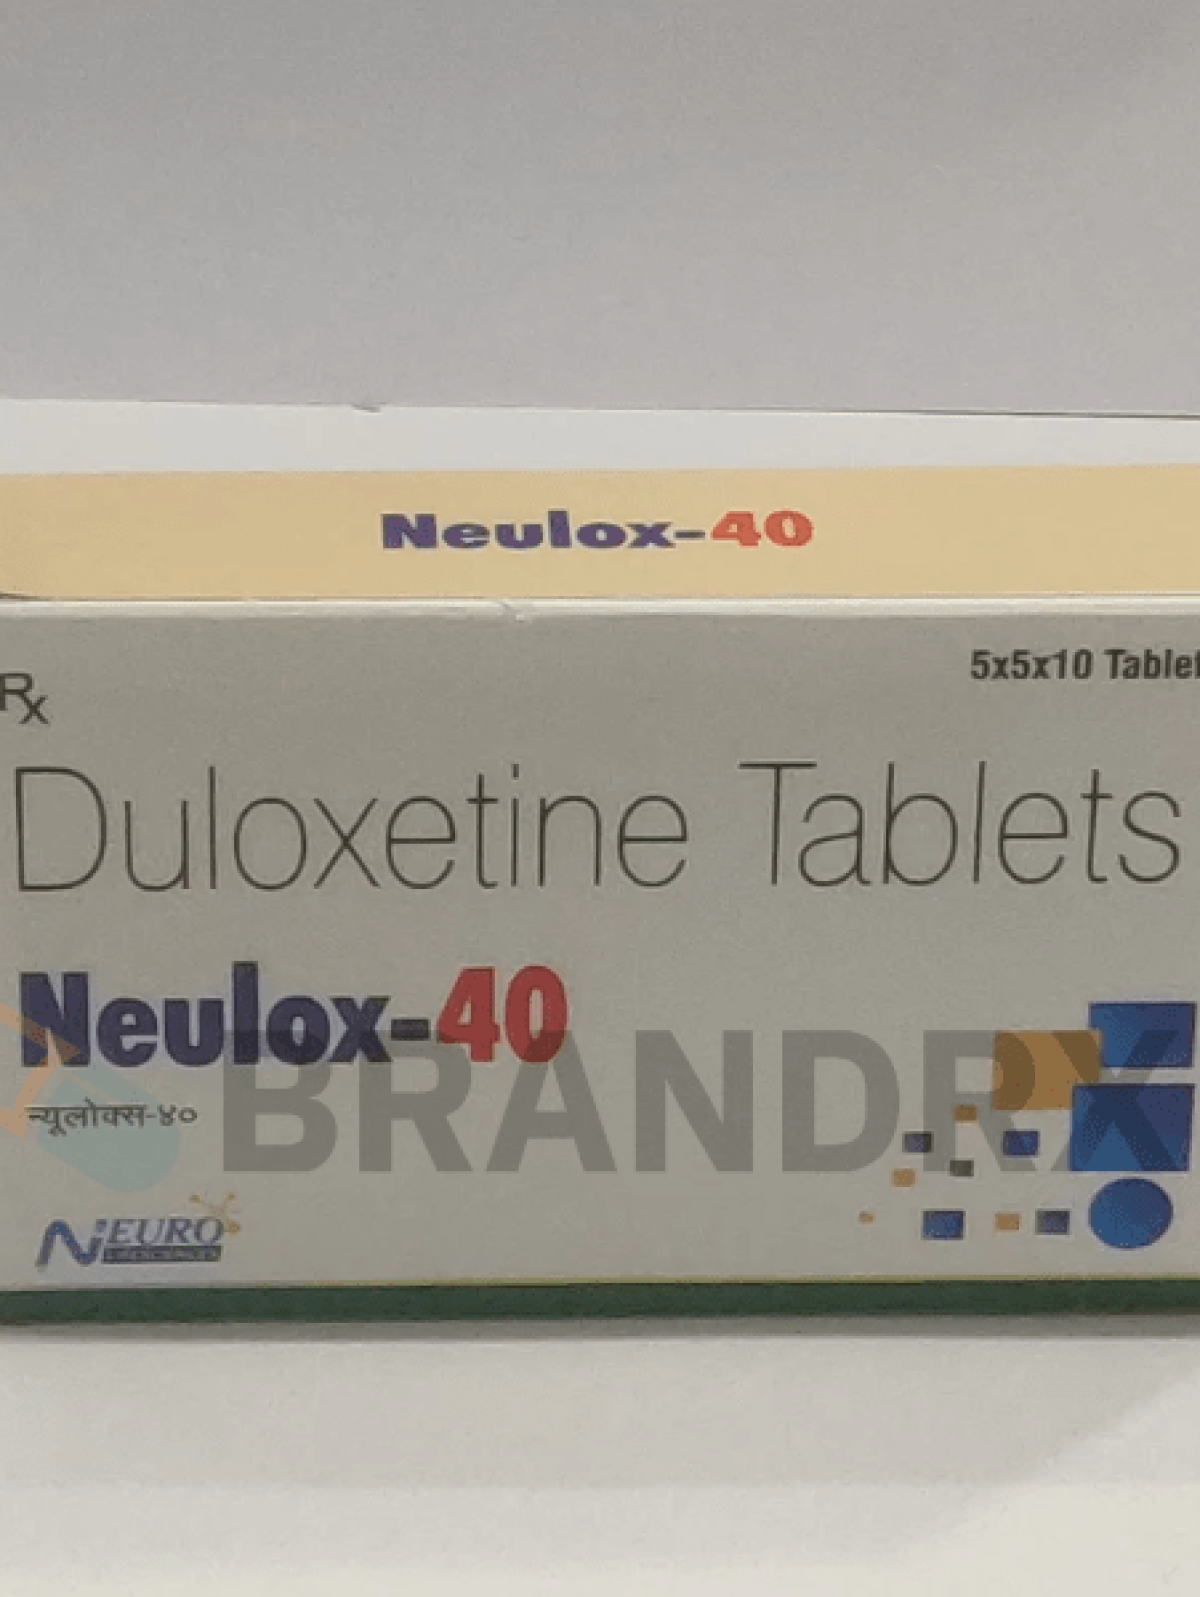 Neulox-40
Rx
5x5x10 Tablet
Duloxetine Tablets
Neulox-40
BRANDRX
न्यूलोक्स-४०
NEURO